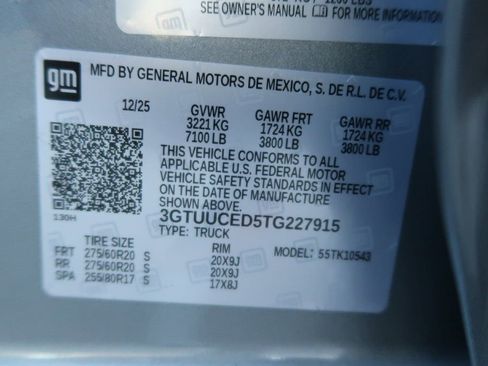 SEE OWNER'S MANUAL FOR MORE INFORMATION
gm
MFD BY GENERAL MOTORS DE MEXICO, S. DE R.L. DE C.V.
12/25 GVWR GAWR FRT GAWR RR
3221 KG 1724 KG 1724 KG
7100 LB 3800 LB 3800 LB
THIS VEHICLE CONFORMS TO ALL
APPLICABLE U.S. FEDERAL MOTOR
VEHICLE SAFETY STANDARDS IN EFFECT
ON THE DATE OF MANUFACTURE
SHOWN ABOVE.
130H
3GTUUCED5TG227915
TYPE: TRUCK
TIRE SIZE RIM MODEL: 55TK10543
FRT 275/60R20 S 20X9J
RR 275/60R20 S 20X9J
SPA 255/80R17 S 17X8J